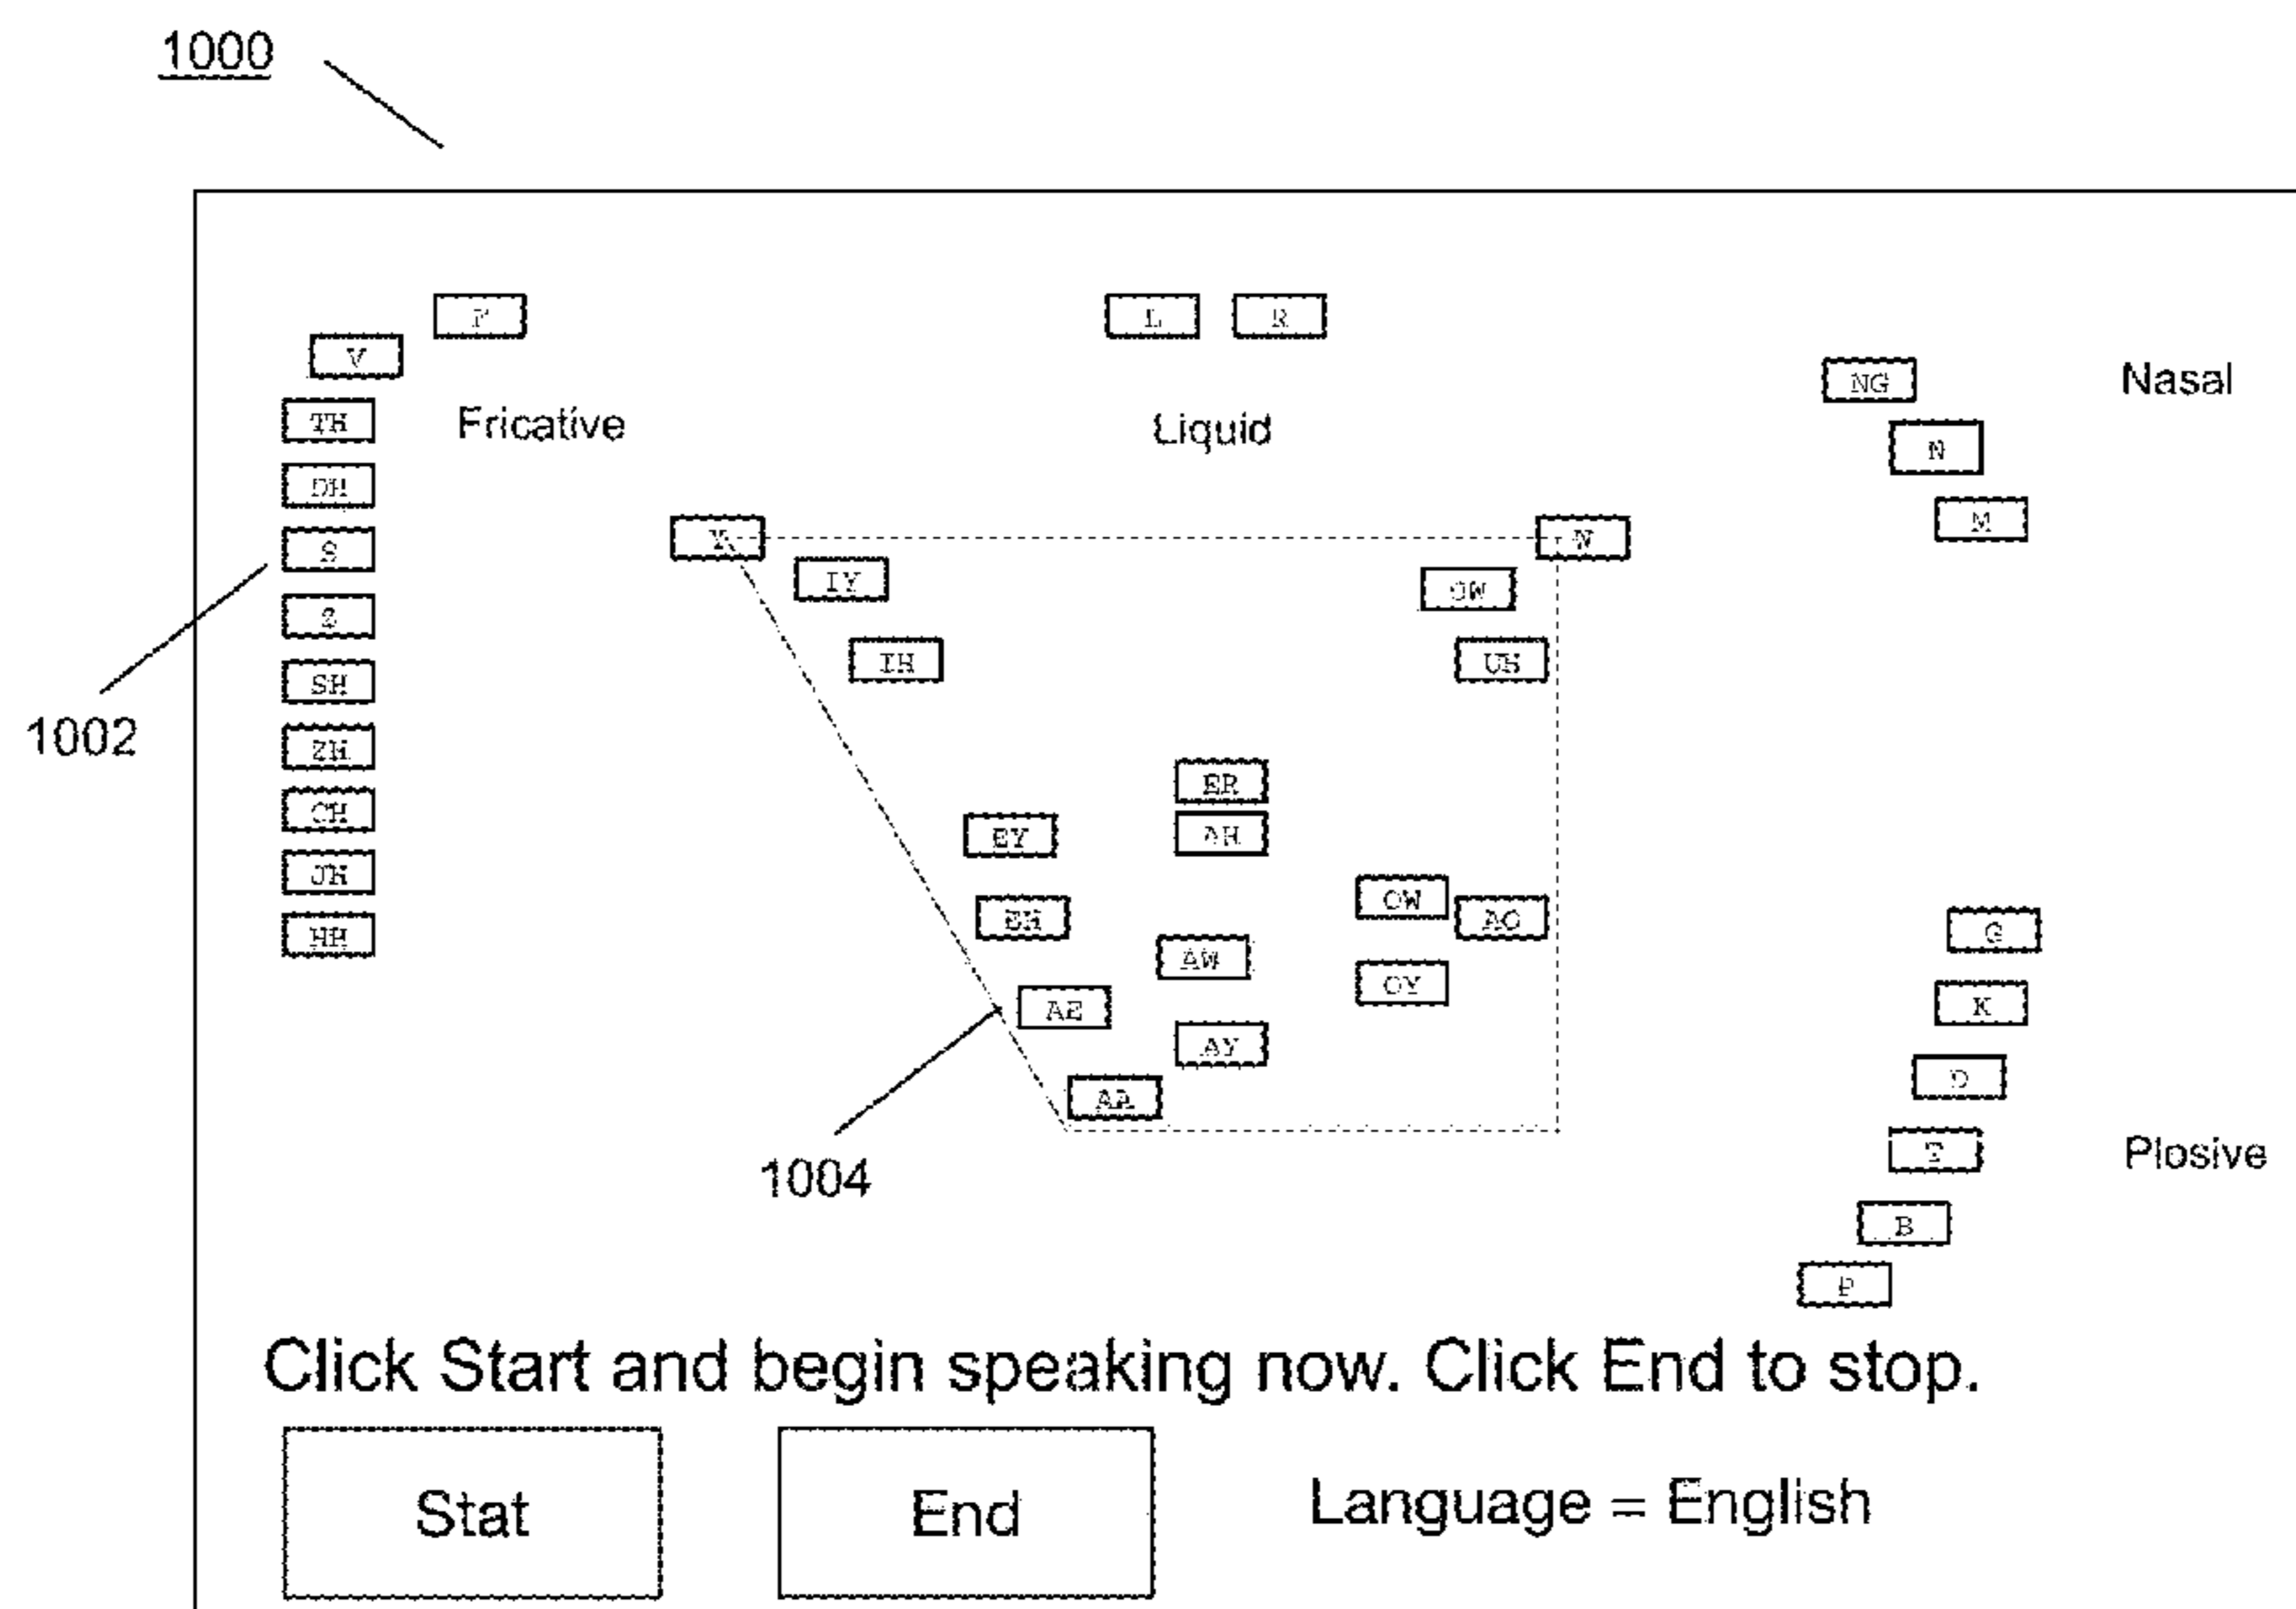 1000
F
L
R
V
NG
Nasal
TH
Fricative
Liquid
N
DH
M
S
Y
W
IY
Z
UH
IH
SH
1002
ZH
ER
CH
EY
AH
JH
OW
EH
AO
G
HH
AW
OY
AE
K
AY
D
AA
1004
T
Plosive
B
P
Click Start and begin speaking now. Click End to stop.
Stat
End
Language = English